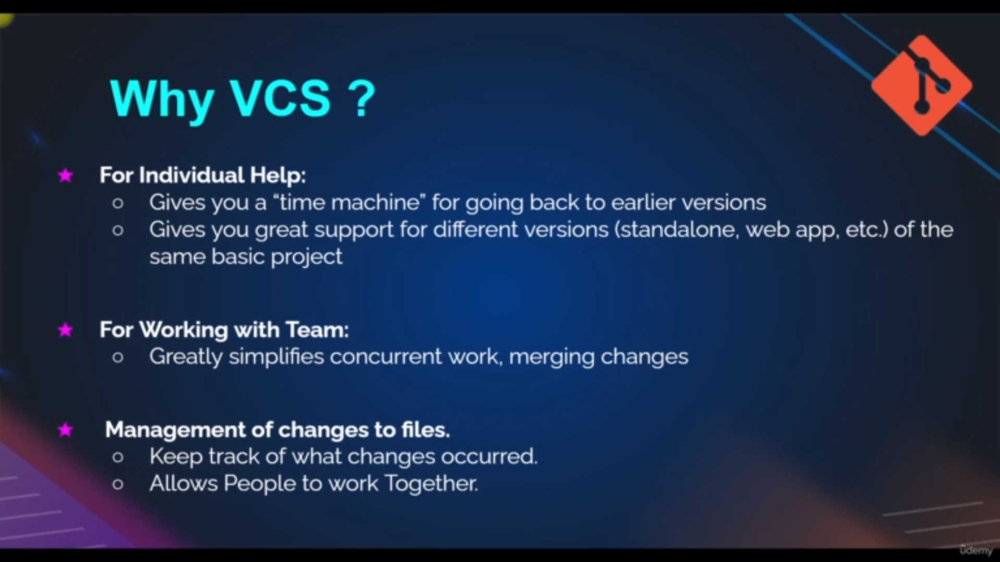 Why VCS ?
★ For Individual Help:
○ Gives you a “time machine” for going back to earlier versions
○ Gives you great support for different versions (standalone, web app, etc.) of the
same basic project
★ For Working with Team:
○ Greatly simplifies concurrent work, merging changes
★ Management of changes to files.
○ Keep track of what changes occurred.
○ Allows People to work Together.
ûdemy